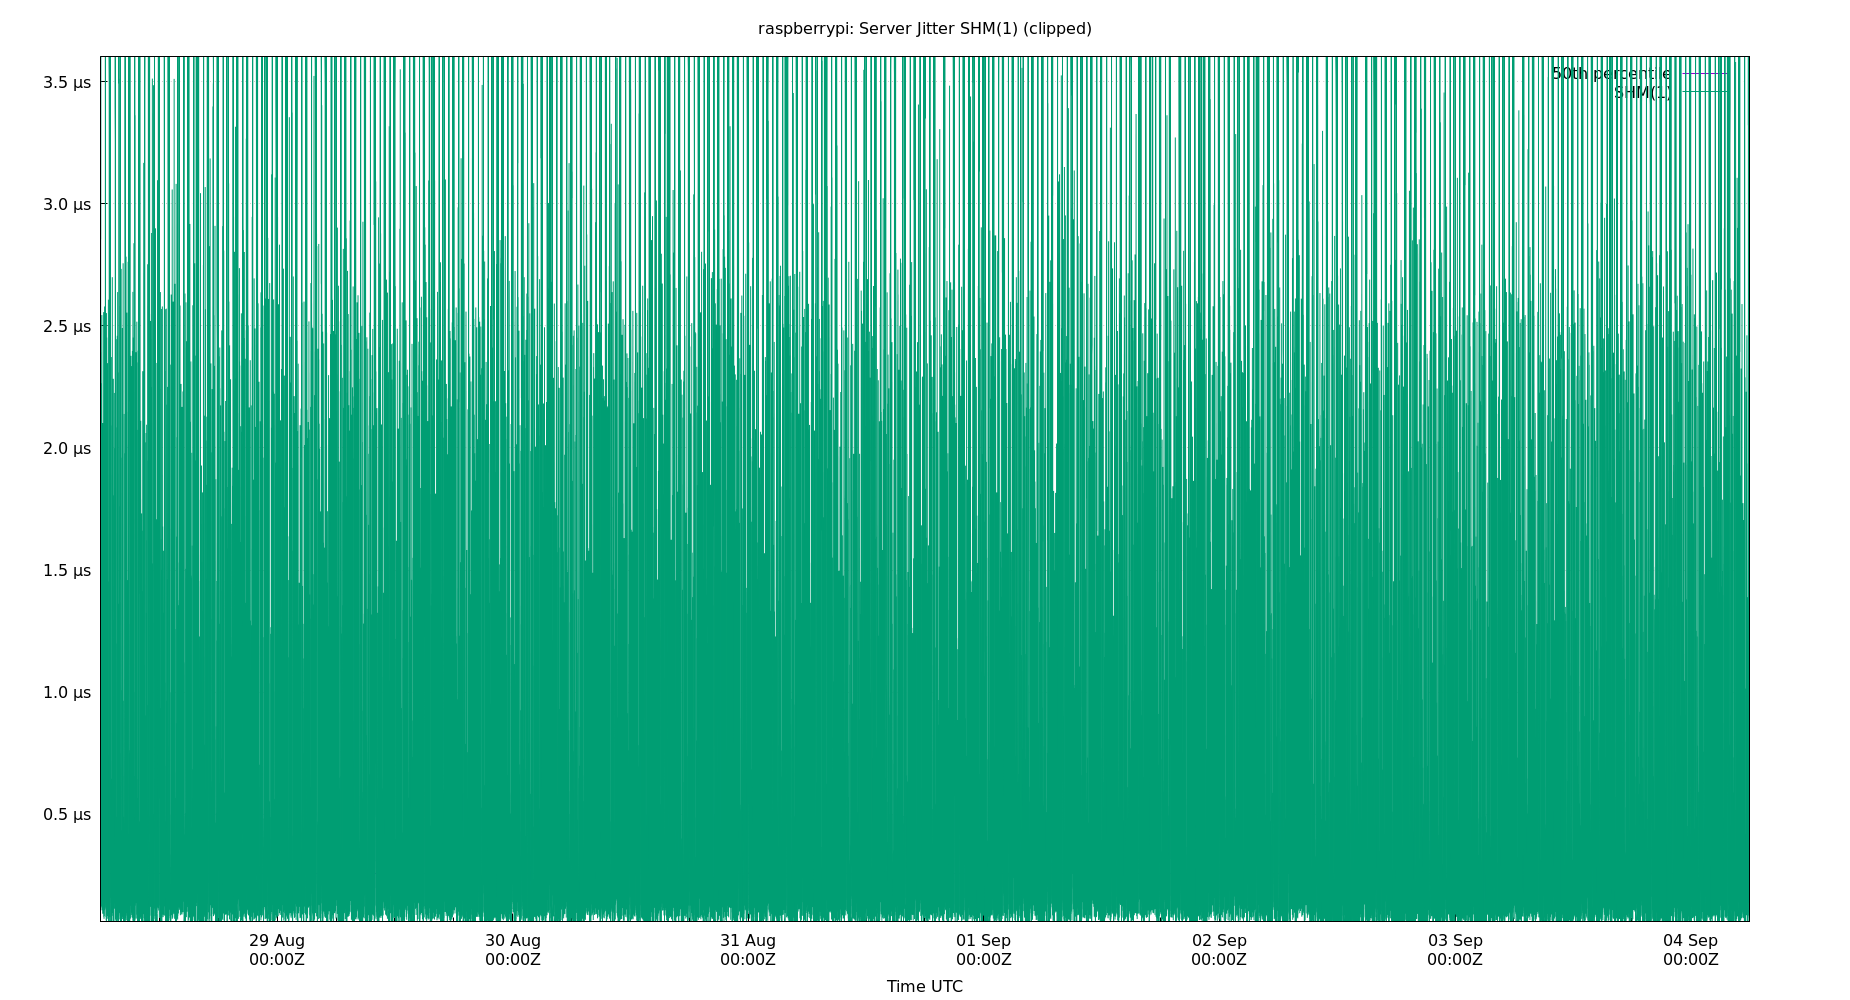 raspberrypi: Server Jitter SHM(1) (clipped)
50th percentile
SHM(1)
3.5 µs
3.0 µs
2.5 µs
2.0 µs
1.5 µs
1.0 µs
0.5 µs
29 Aug 30 Aug 31 Aug 01 Sep 02 Sep 03 Sep 04 Sep
00:00Z 00:00Z 00:00Z 00:00Z 00:00Z 00:00Z 00:00Z
Time UTC